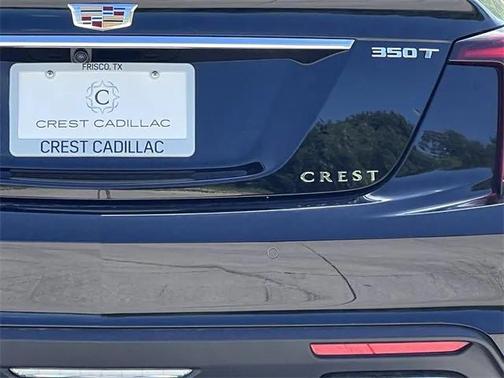 350T
FRISCO, TX
C
CREST CADILLAC
CREST CADILLAC
CREST